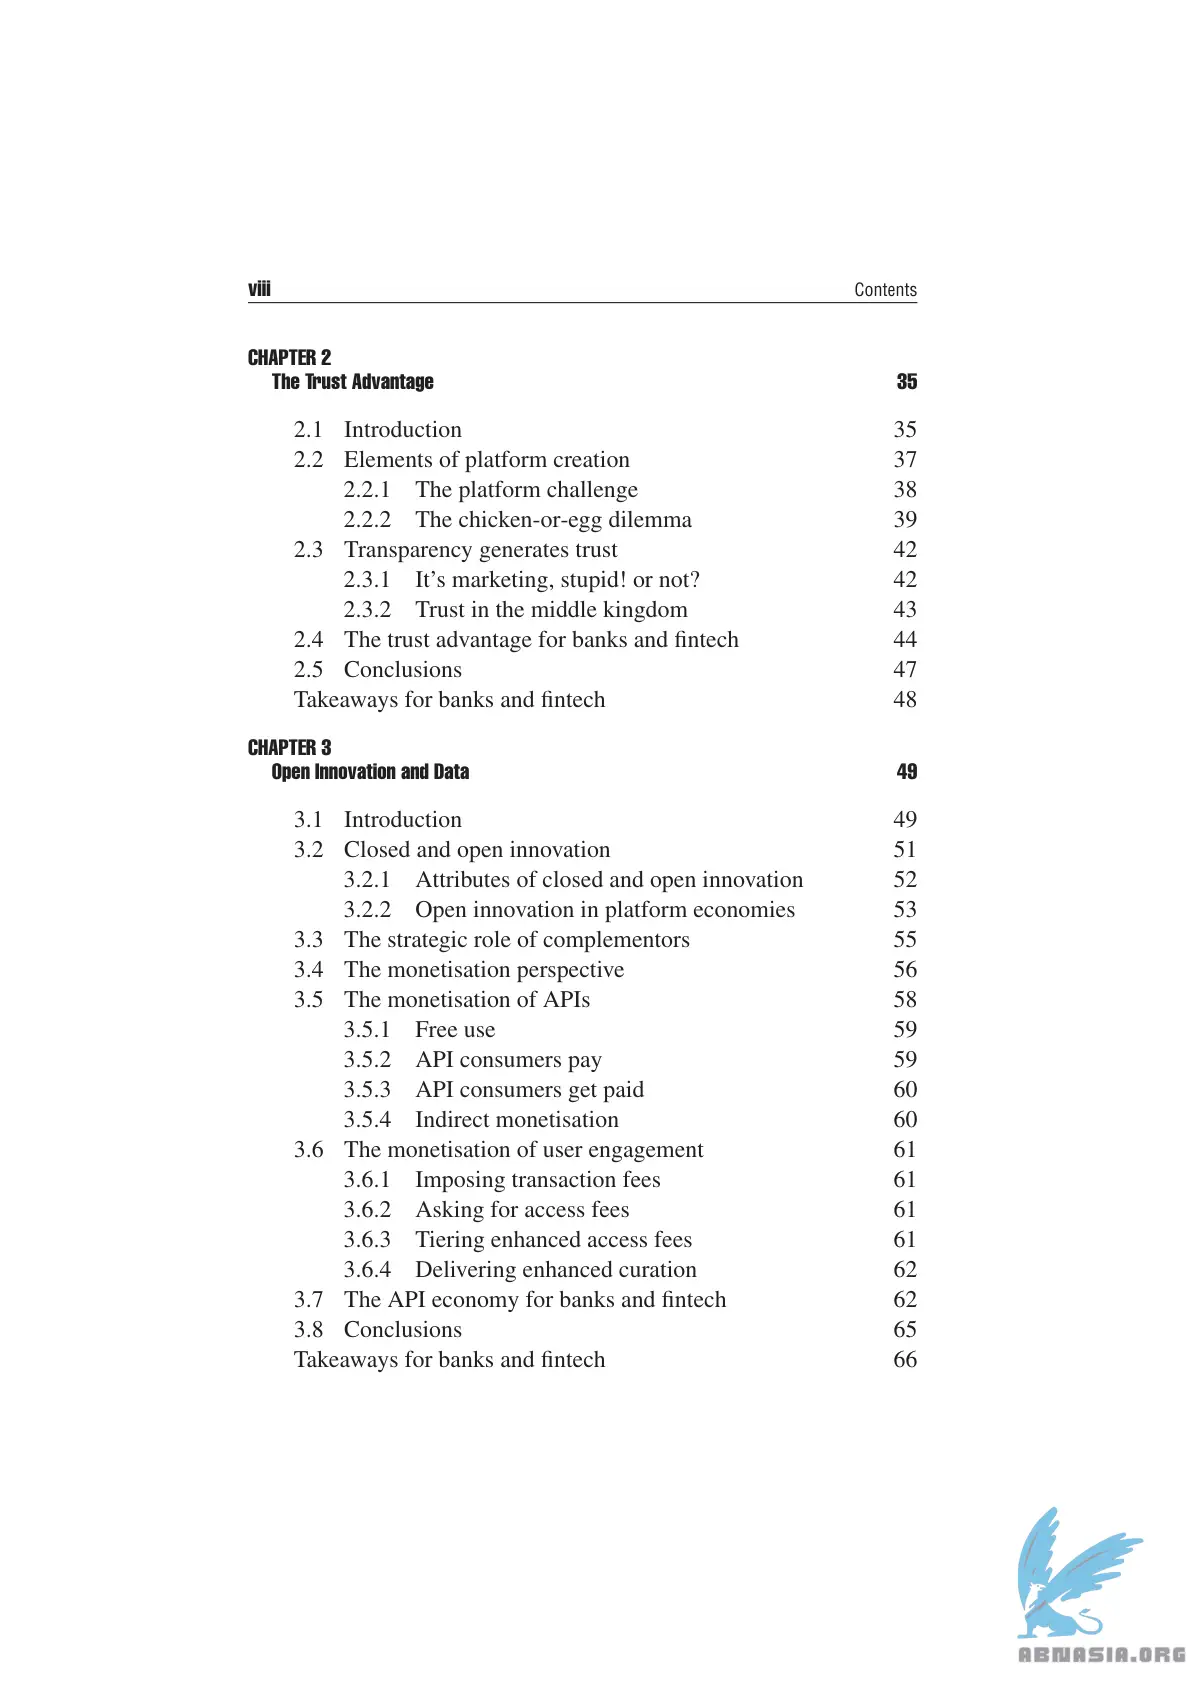 viii Contents
CHAPTER 2
The Trust Advantage 35
2.1 Introduction 35
2.2 Elements of platform creation 37
2.2.1 The platform challenge 38
2.2.2 The chicken-or-egg dilemma 39
2.3 Transparency generates trust 42
2.3.1 It’s marketing, stupid! or not? 42
2.3.2 Trust in the middle kingdom 43
2.4 The trust advantage for banks and fintech 44
2.5 Conclusions 47
Takeaways for banks and fintech 48
CHAPTER 3
Open Innovation and Data 49
3.1 Introduction 49
3.2 Closed and open innovation 51
3.2.1 Attributes of closed and open innovation 52
3.2.2 Open innovation in platform economies 53
3.3 The strategic role of complementors 55
3.4 The monetisation perspective 56
3.5 The monetisation of APIs 58
3.5.1 Free use 59
3.5.2 API consumers pay 59
3.5.3 API consumers get paid 60
3.5.4 Indirect monetisation 60
3.6 The monetisation of user engagement 61
3.6.1 Imposing transaction fees 61
3.6.2 Asking for access fees 61
3.6.3 Tiering enhanced access fees 61
3.6.4 Delivering enhanced curation 62
3.7 The API economy for banks and fintech 62
3.8 Conclusions 65
Takeaways for banks and fintech 66
ABNASIA.ORG